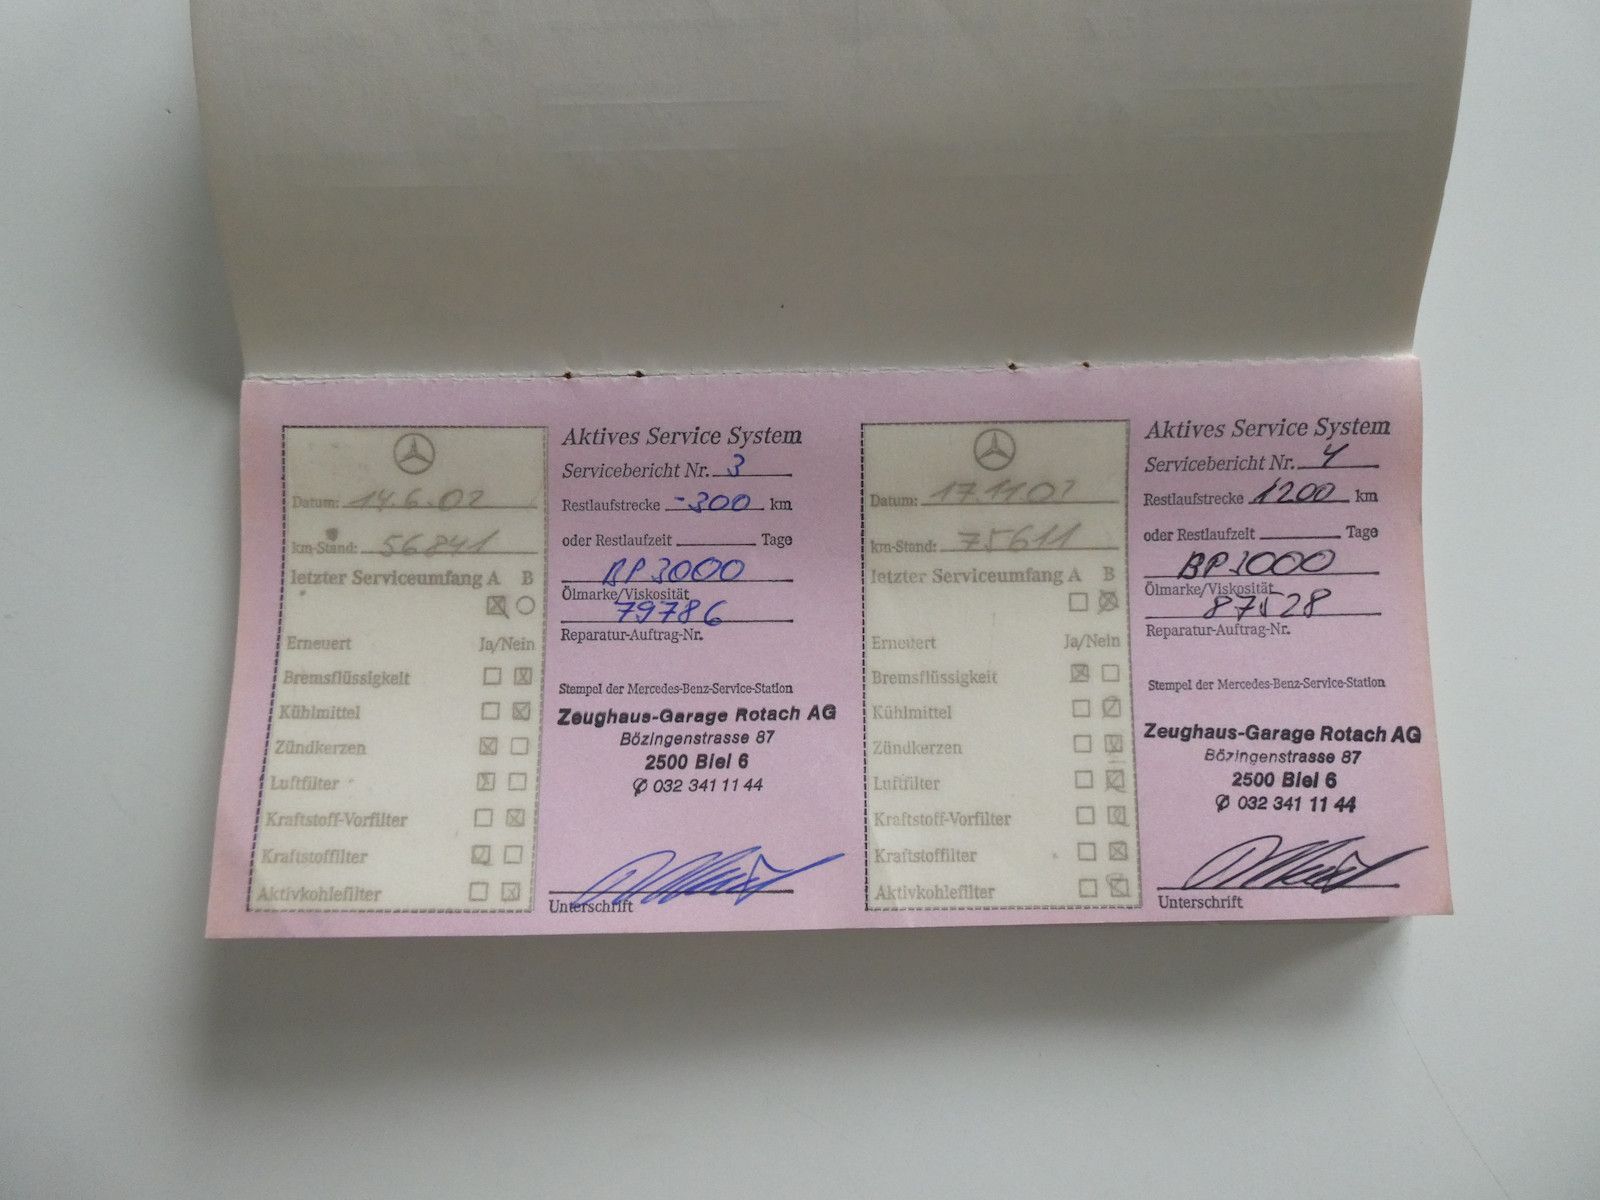 Datum: 14.6.02
km-Stand: 56841
letzter Serviceumfang A B
Erneuert Ja/Nein
Bremsflüssigkeit
Kühlmittel
Zündkerzen
Luftfilter
Kraftstoff-Vorfilter
Kraftstoffilter
Aktivkohlefilter
Aktives Service System
Servicebericht Nr. 3
Restlaufstrecke -300 km
oder Restlaufzeit Tage
BP 3000
Ölmarke/Viskosität
79786
Reparatur-Auftrag-Nr.
Stempel der Mercedes-Benz-Service-Station
Zeughaus-Garage Rotach AG
Bözingenstrasse 87
2500 Biel 6
✆ 032 341 11 44
Unterschrift
Datum: 17.11.02
km-Stand: 75611
letzter Serviceumfang A B
Erneuert Ja/Nein
Bremsflüssigkeit
Kühlmittel
Zündkerzen
Luftfilter
Kraftstoff-Vorfilter
Kraftstoffilter
Aktivkohlefilter
Aktives Service System
Servicebericht Nr. 4
Restlaufstrecke 1200 km
oder Restlaufzeit Tage
BP
Ölmarke/Viskosität
87528
Reparatur-Auftrag-Nr.
Stempel der Mercedes-Benz-Service-Station
Zeughaus-Garage Rotach AG
Bözingenstrasse 87
2500 Biel 6
✆ 032 341 11 44
Unterschrift